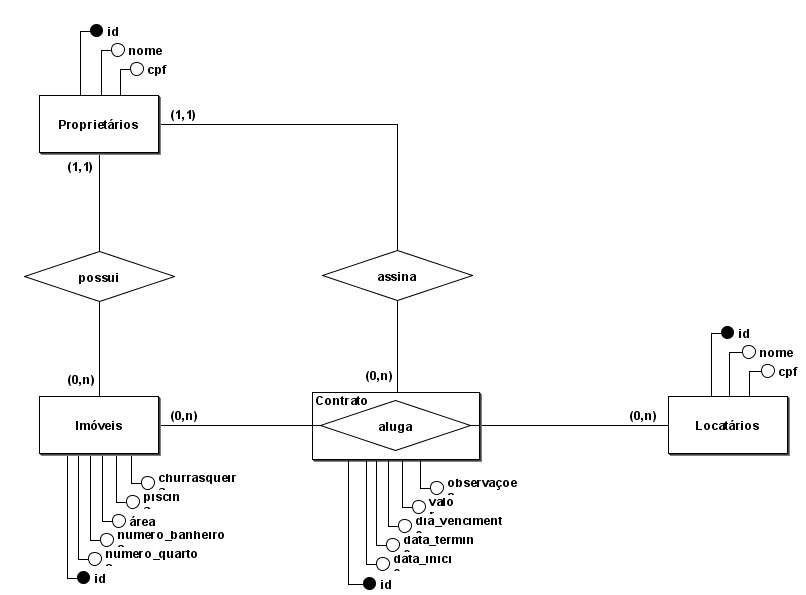 id
nome
cpf
Proprietários
(1,1)
(1,1)
possui
assina
(0,n)
(0,n)
id
nome
cpf
Imóveis
(0,n)
Contrato
aluga
(0,n)
Locatários
churrasqueir
piscin
área
numero_banheiro
numero_quarto
id
observaçoe
valo
dia_venciment
data_termin
data_inici
id